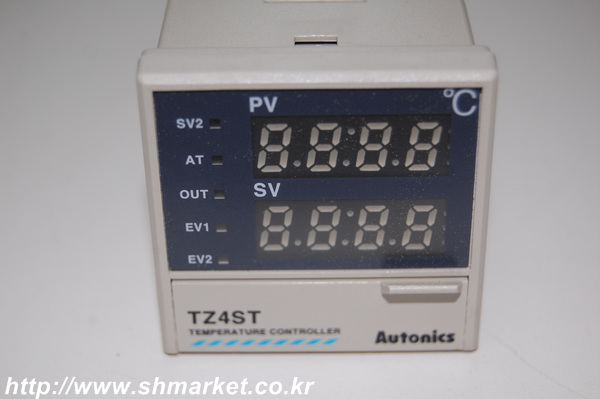 PV
°C
SV2
AT
OUT
SV
EV1
EV2
TZ4ST
TEMPERATURE CONTROLLER
Autonics
http://www.shmarket.co.kr